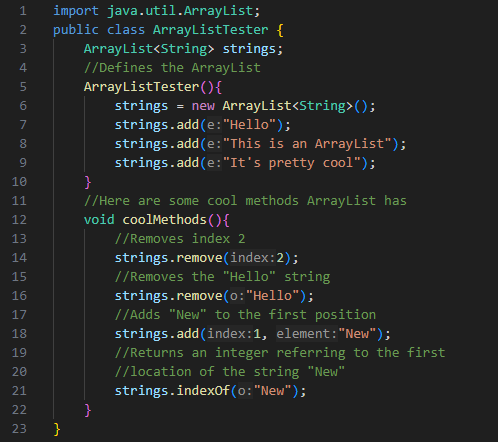 1 import java.util.ArrayList;
2 public class ArrayListTester {
3 ArrayList<String> strings;
4 //Defines the ArrayList
5 ArrayListTester(){
6 strings = new ArrayList<String>();
7 strings.add(e:"Hello");
8 strings.add(e:"This is an ArrayList");
9 strings.add(e:"It's pretty cool");
10 }
11 //Here are some cool methods ArrayList has
12 void coolMethods(){
13 //Removes index 2
14 strings.remove(index:2);
15 //Removes the "Hello" string
16 strings.remove(o:"Hello");
17 //Adds "New" to the first position
18 strings.add(index:1, element:"New");
19 //Returns an integer referring to the first
20 //location of the string "New"
21 strings.indexOf(o:"New");
22 }
23 }